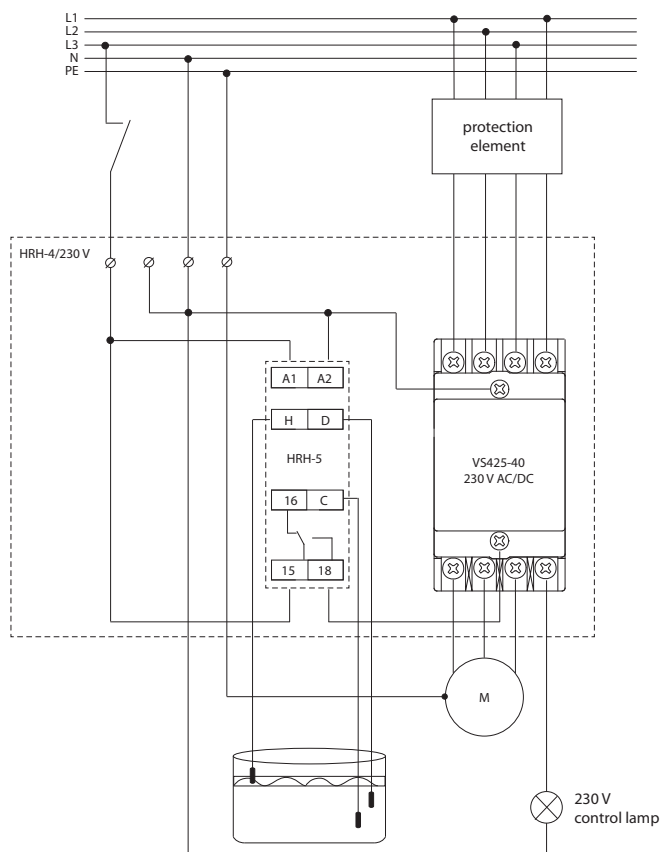 L1
L2
L3
N
PE
protection
element
HRH-4/230 V
A1 A2
H D
HRH-5
16 C
15 18
VS425-40
230 V AC/DC
M
230 V
control lamp